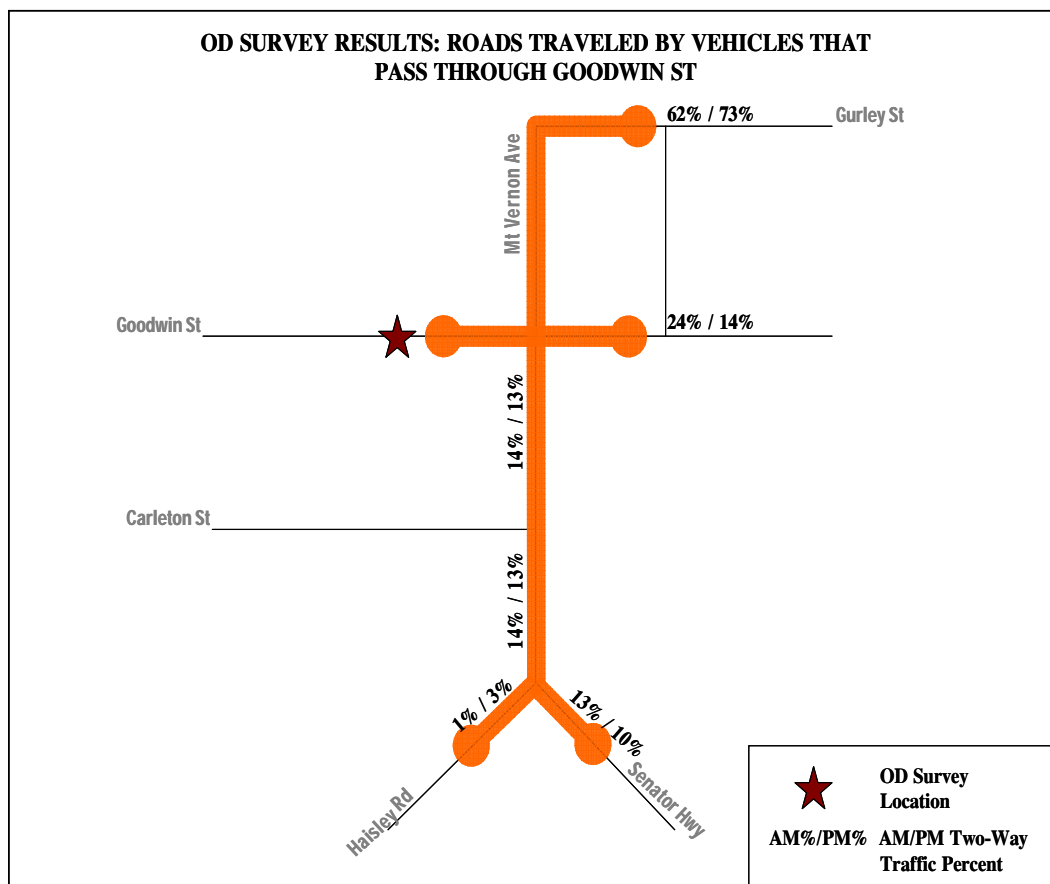 OD SURVEY RESULTS: ROADS TRAVELED BY VEHICLES THAT
PASS THROUGH GOODWIN ST
62% / 73%
Gurley St
Mt Vernon Ave
Goodwin St
24% / 14%
14% / 13%
Carleton St
14% / 13%
1% / 3%
13% / 10%
Haisley Rd
Senator Hwy
OD Survey
Location
AM%/PM% AM/PM Two-Way
Traffic Percent